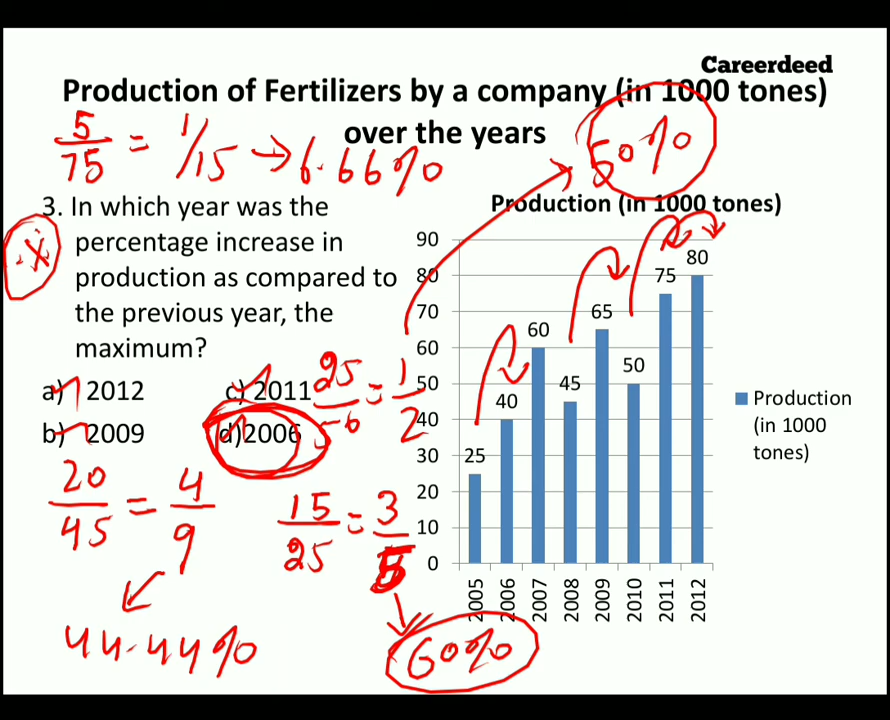 Careerdeed
Production of Fertilizers by a company (in 1000 tones)
over the years
5/75 = 1/15 → 6.66%
50%
3. In which year was the
percentage increase in
production as compared to
the previous year, the
maximum?
a) 2012
c) 2011
b) 2009
d) 2006
25/50 = 1/2
20/45 = 4/9
44.44%
15/25 = 3/5
60%
Production (in 1000 tones)
90
80
70
60
50
40
30
20
10
0
25
40
60
45
65
50
75
80
2005
2006
2007
2008
2009
2010
2011
2012
Production
(in 1000
tones)